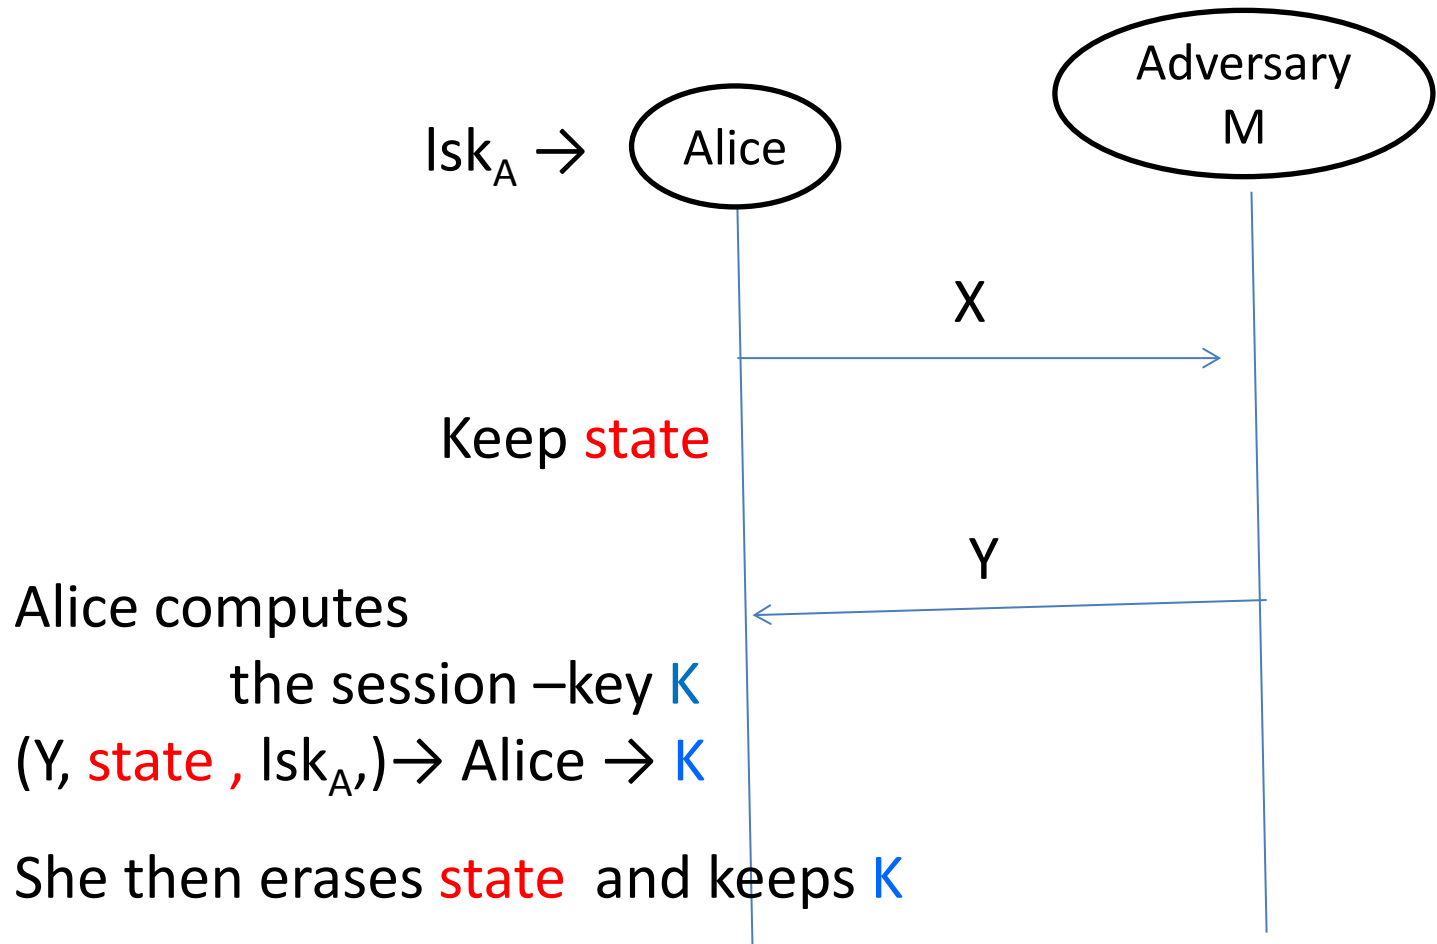 Adversary
M
lsk_A → Alice
X
Keep state
Y
Alice computes
the session –key K
(Y, state , lsk_A,)→ Alice → K
She then erases state and keeps K